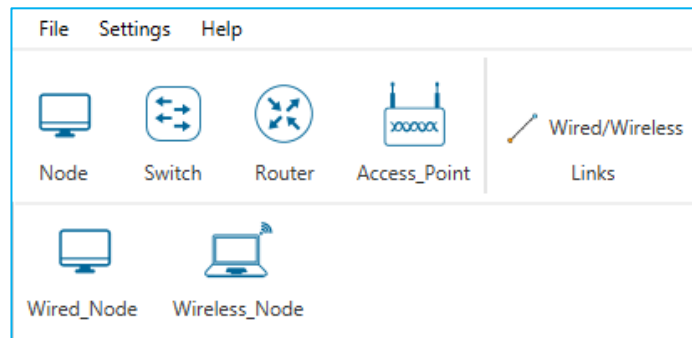 File Settings Help
Wired/Wireless
Node Switch Router Access_Point Links
Wired_Node Wireless_Node